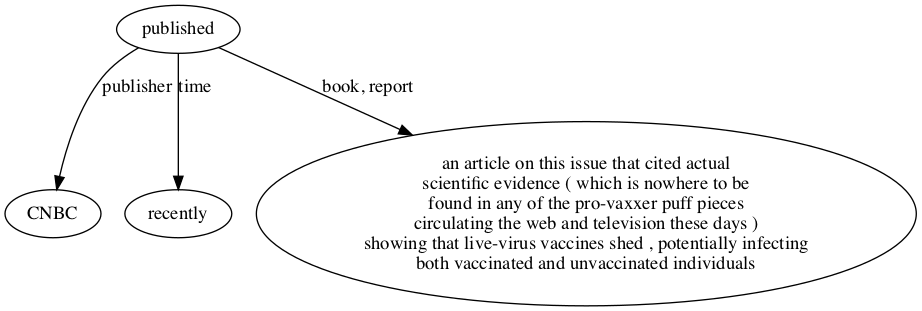 published
publisher
time
book, report
CNBC
recently
an article on this issue that cited actual
scientific evidence ( which is nowhere to be
found in any of the pro-vaxxer puff pieces
circulating the web and television these days )
showing that live-virus vaccines shed , potentially infecting
both vaccinated and unvaccinated individuals